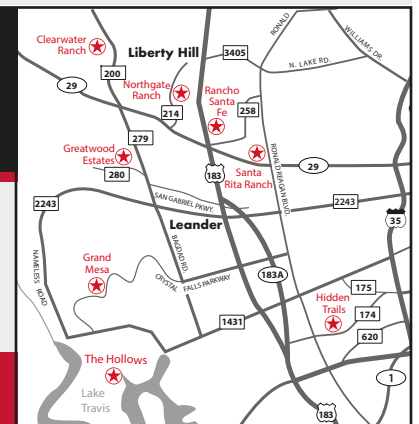 Clearwater
Ranch
Liberty Hill
3405
RONALD
WILLIAMS DR.
N. LAKE RD.
200
29
Northgate
Ranch
Rancho
Santa
Fe
214
258
279
Greatwood
Estates
280
183
Santa
Rita Ranch
29
RONALD REAGAN BLVD.
2243
SAN GABRIEL PKWY.
2243
35
Leander
BAGDAD RD.
NAMELESS ROAD
Grand
Mesa
CRYSTAL FALLS PARKWAY
183A
175
Hidden
Trails
174
1431
620
The Hollows
Lake
Travis
1
183